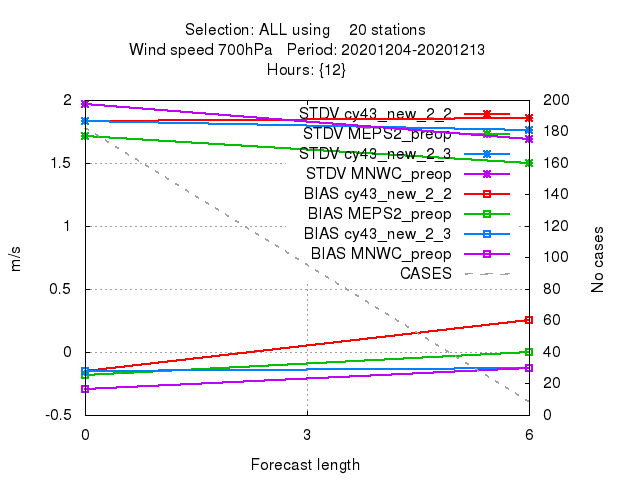 Selection: ALL using 20 stations
Wind speed 700hPa Period: 20201204-20201213
Hours: {12}
2
1.5
1
0.5
0
-0.5
m/s
200
180
160
140
120
100
80
60
40
20
0
No cases
STDV cy43_new_2_2
STDV MEPS2_preop
STDV cy43_new_2_3
STDV MNWC_preop
BIAS cy43_new_2_2
BIAS MEPS2_preop
BIAS cy43_new_2_3
BIAS MNWC_preop
CASES
0 3 6
Forecast length